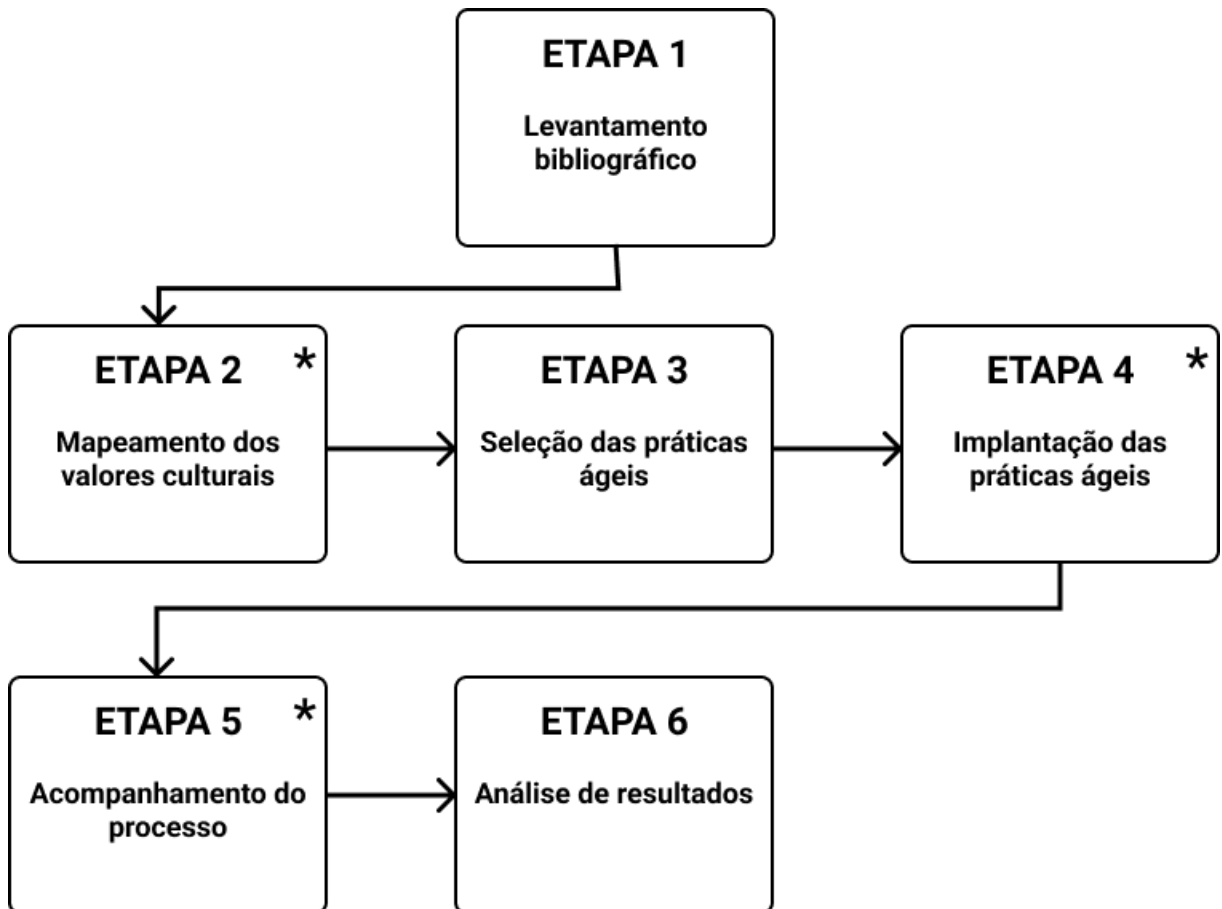 ETAPA 1
Levantamento
bibliográfico
ETAPA 2 *
Mapeamento dos
valores culturais
ETAPA 3
Seleção das práticas
ágeis
ETAPA 4 *
Implantação das
práticas ágeis
ETAPA 5 *
Acompanhamento do
processo
ETAPA 6
Análise de resultados